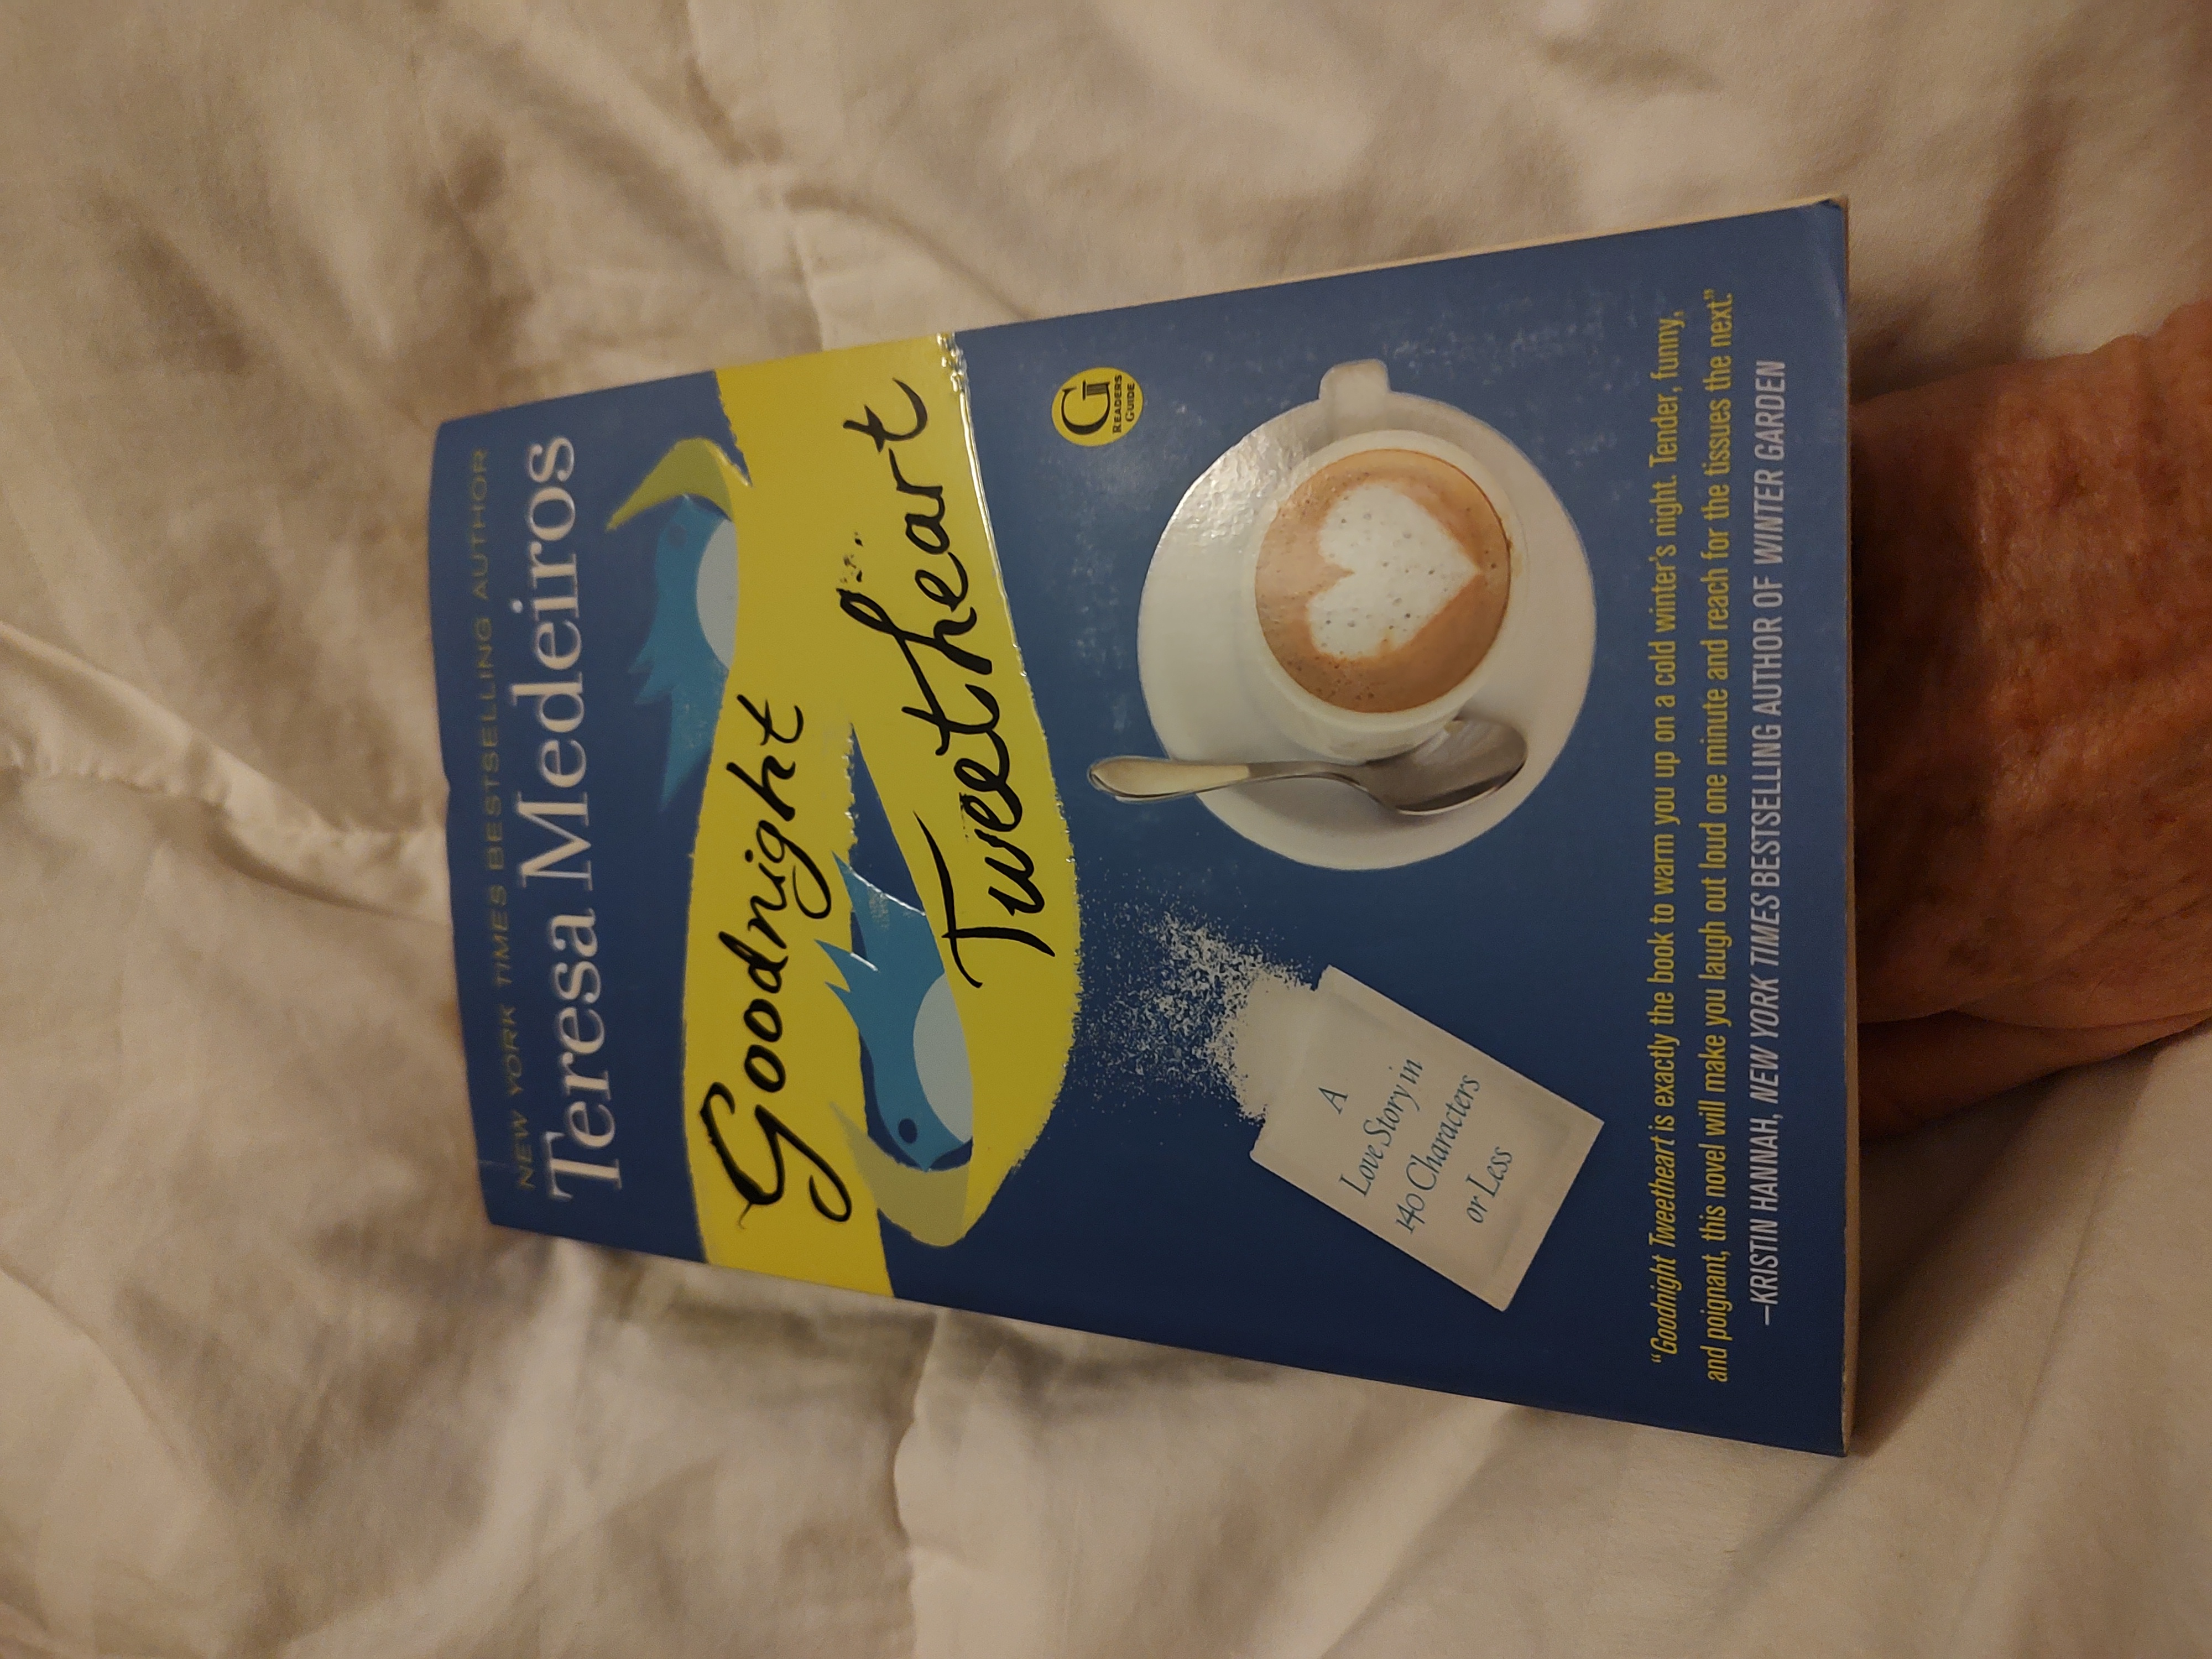 NEW YORK TIMES BESTSELLING AUTHOR
Teresa Medeiros
Goodnight
Tweetheart
G
READERS
GUIDE
A
Love Story in
140 Characters
or Less
"Goodnight Tweetheart is exactly the book to warm you up on a cold winter's night. Tender, funny,
and poignant, this novel will make you laugh out loud one minute and reach for the tissues the next."
–KRISTIN HANNAH, NEW YORK TIMES BESTSELLING AUTHOR OF WINTER GARDEN